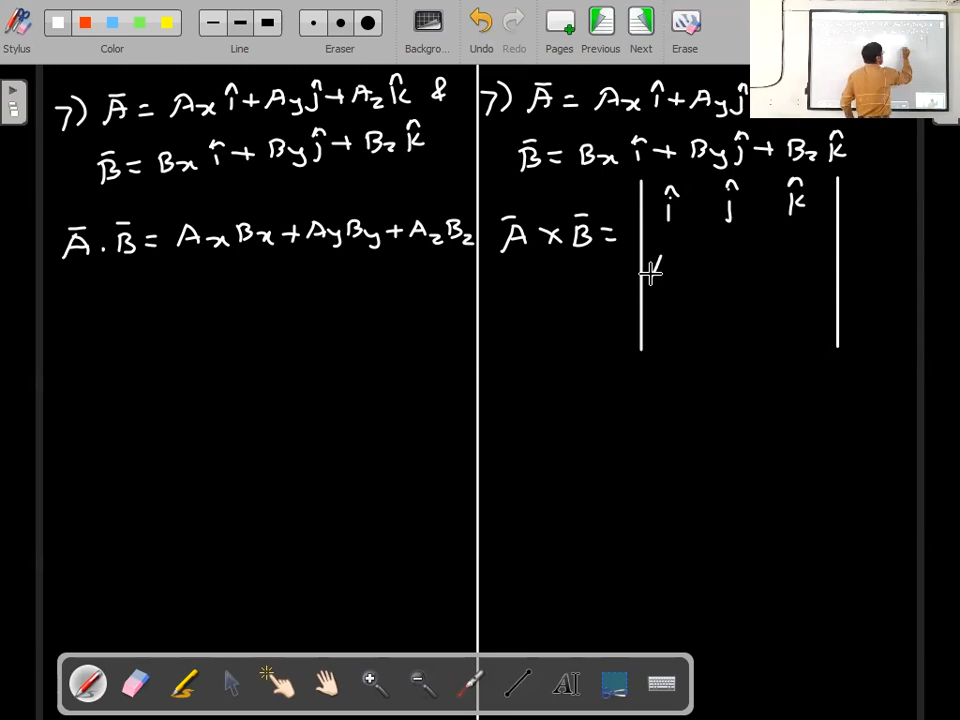 Stylus
Color
Line
Eraser
Backgro...
Undo
Redo
Pages
Previous
Next
Erase
7) A̅ = Ax î + Ay ĵ + Az k̂ &
B̅ = Bx î + By ĵ + Bz k̂
A̅ . B̅ = AxBx + AyBy + AzBz
7) A̅ = Ax î + Ay ĵ
B̅ = Bx î + By ĵ + Bz k̂
A̅ × B̅ = | î ĵ k̂ |
AI